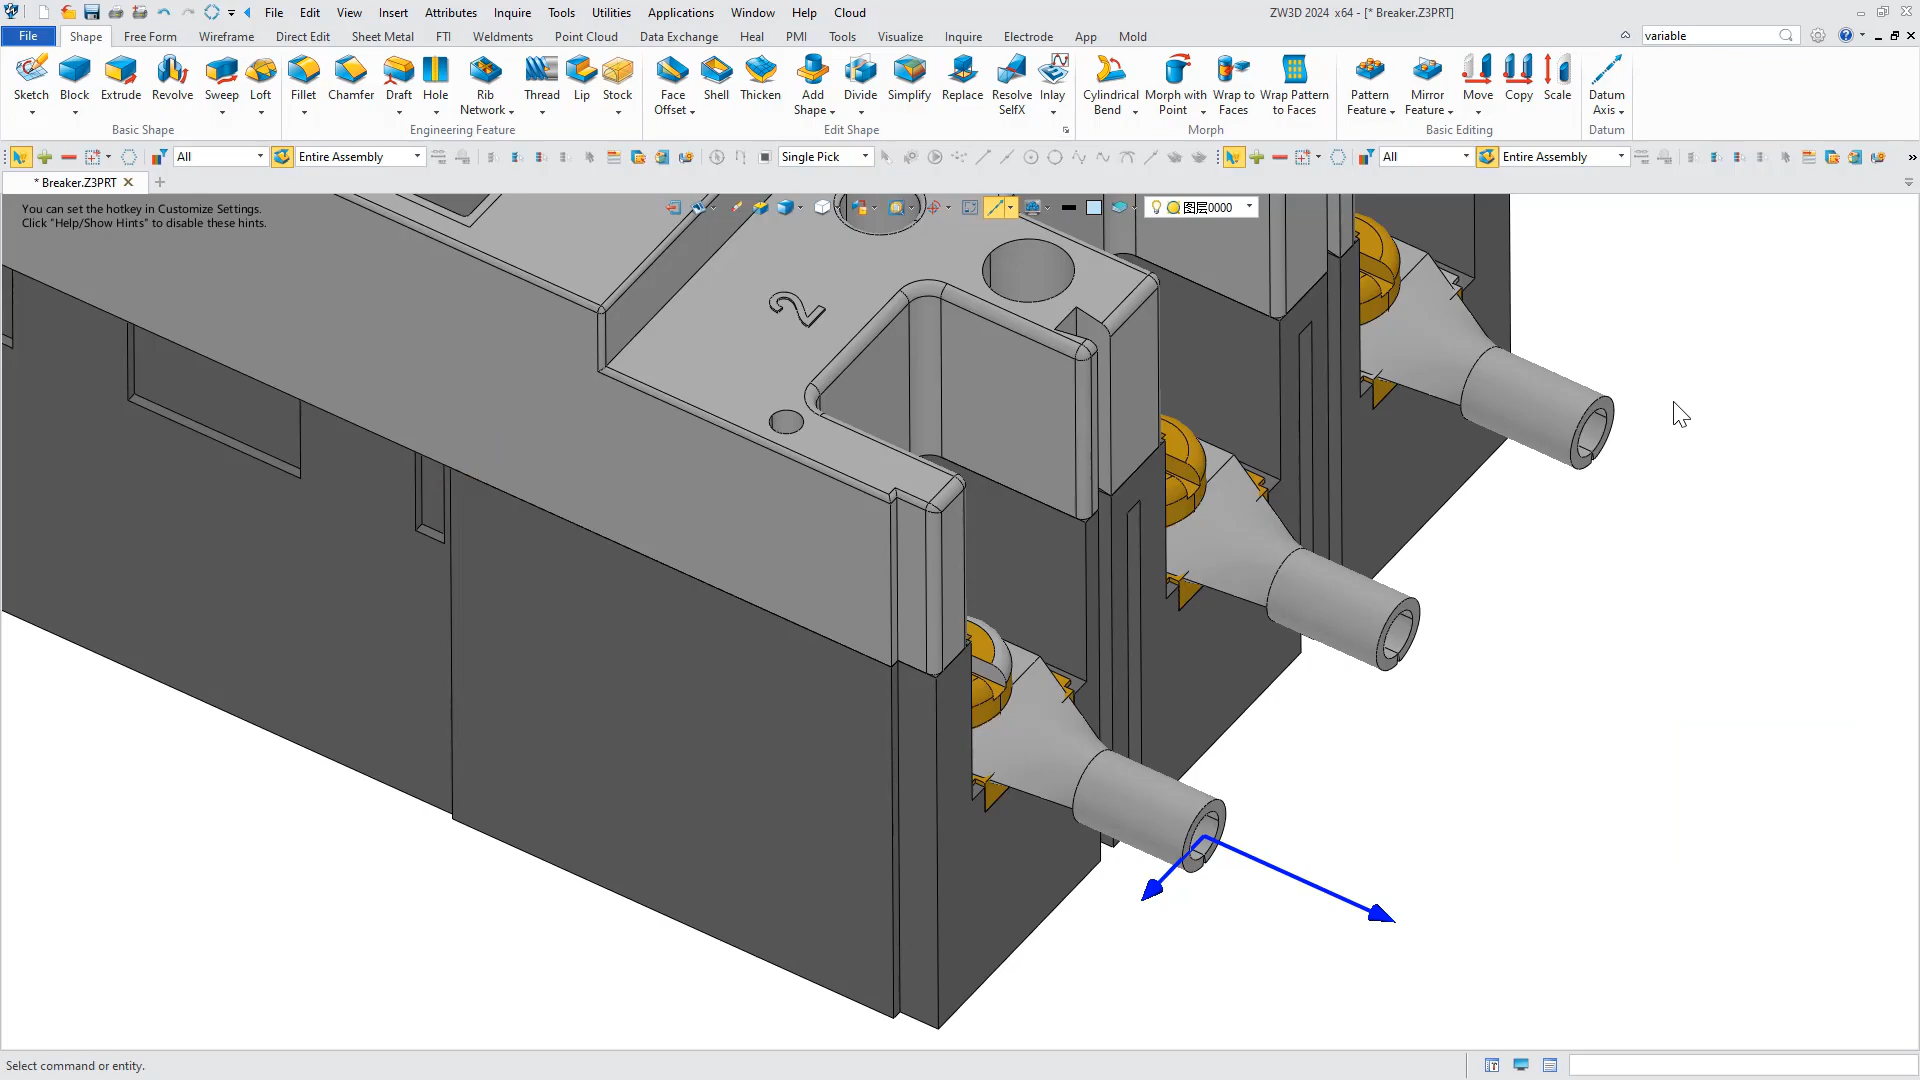 File Edit View Insert Attributes Inquire Tools Utilities Applications Window Help Cloud ZW3D 2024 x64 - [* Breaker.Z3PRT]
File Shape Free Form Wireframe Direct Edit Sheet Metal FTI Weldments Point Cloud Data Exchange Heal PMI Tools Visualize Inquire Electrode App Mold variable
Sketch Block Extrude Revolve Sweep Loft Fillet Chamfer Draft Hole Rib Network Thread Lip Stock Face Offset Shell Thicken Add Shape Divide Simplify Replace Resolve SelfX Inlay Cylindrical Bend Morph with Point Wrap to Faces Wrap Pattern to Faces Pattern Feature Mirror Feature Move Copy Scale Datum Axis
Basic Shape Engineering Feature Edit Shape Morph Basic Editing Datum
All Entire Assembly Single Pick All Entire Assembly
* Breaker.Z3PRT
You can set the hotkey in Customize Settings.
Click "Help/Show Hints" to disable these hints.
图层0000
2
Select command or entity.